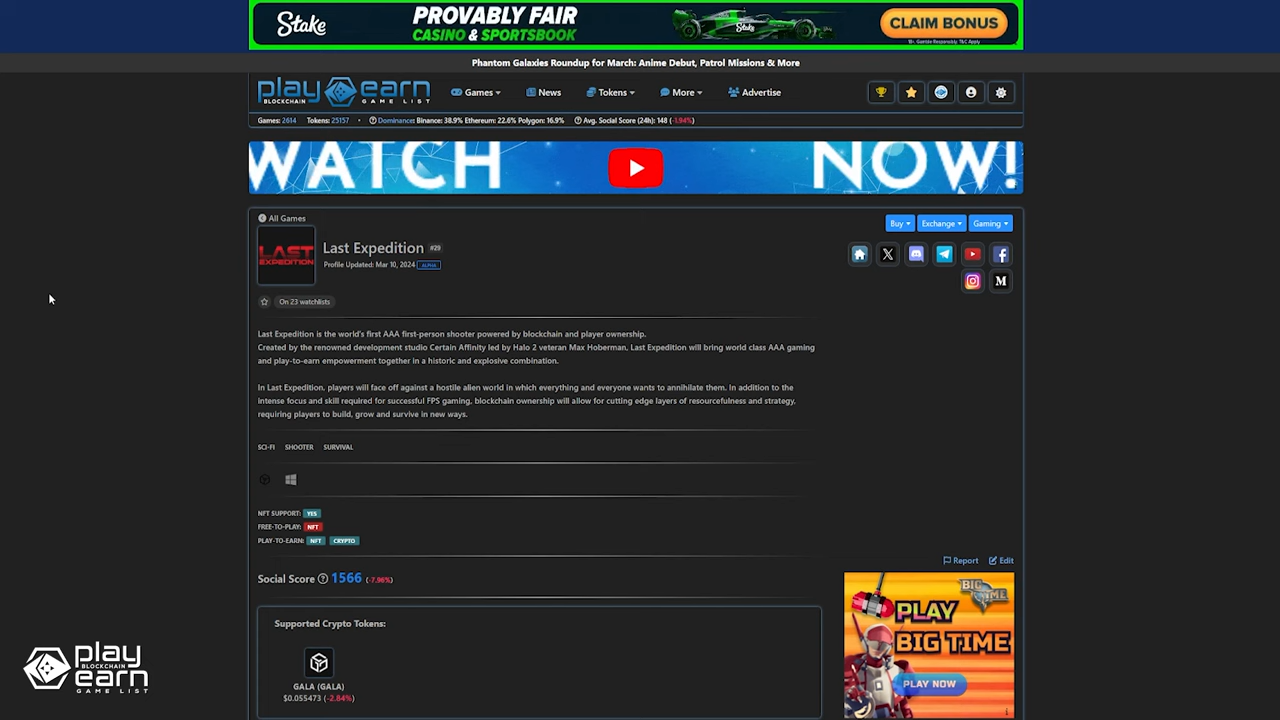 Stake
PROVABLY FAIR
CASINO & SPORTSBOOK
Stake
CLAIM BONUS
18+ Gamble Responsibly. T&C Apply
Phantom Galaxies Roundup for March: Anime Debut, Patrol Missions & More
play earn
BLOCKCHAIN GAME LIST
Games
News
Tokens
More
Advertise
Games: 2614 Tokens: 25157 • Dominance: Binance: 38.9% Ethereum: 22.6% Polygon: 16.9% Avg. Social Score (24h): 148 (-1.94%)
WATCH NOW!
All Games
Buy
Exchange
Gaming
LAST
EXPEDITION
Last Expedition #29
Profile Updated: Mar 10, 2024 ALPHA
On 23 watchlists
Last Expedition is the world's first AAA first-person shooter powered by blockchain and player ownership.
Created by the renowned development studio Certain Affinity led by Halo 2 veteran Max Hoberman, Last Expedition will bring world class AAA gaming
and play-to-earn empowerment together in a historic and explosive combination.
In Last Expedition, players will face off against a hostile alien world in which everything and everyone wants to annihilate them. In addition to the
intense focus and skill required for successful FPS gaming, blockchain ownership will allow for cutting edge layers of resourcefulness and strategy,
requiring players to build, grow and survive in new ways.
SCI-FI SHOOTER SURVIVAL
NFT SUPPORT: YES
FREE-TO-PLAY: NFT
PLAY-TO-EARN: NFT CRYPTO
Report
Edit
Social Score 1566 (-7.96%)
Supported Crypto Tokens:
GALA (GALA)
$0.055473 (-2.84%)
BIG TIME
PLAY
BIG TIME
PLAY NOW
play
BLOCKCHAIN
earn
GAME LIST